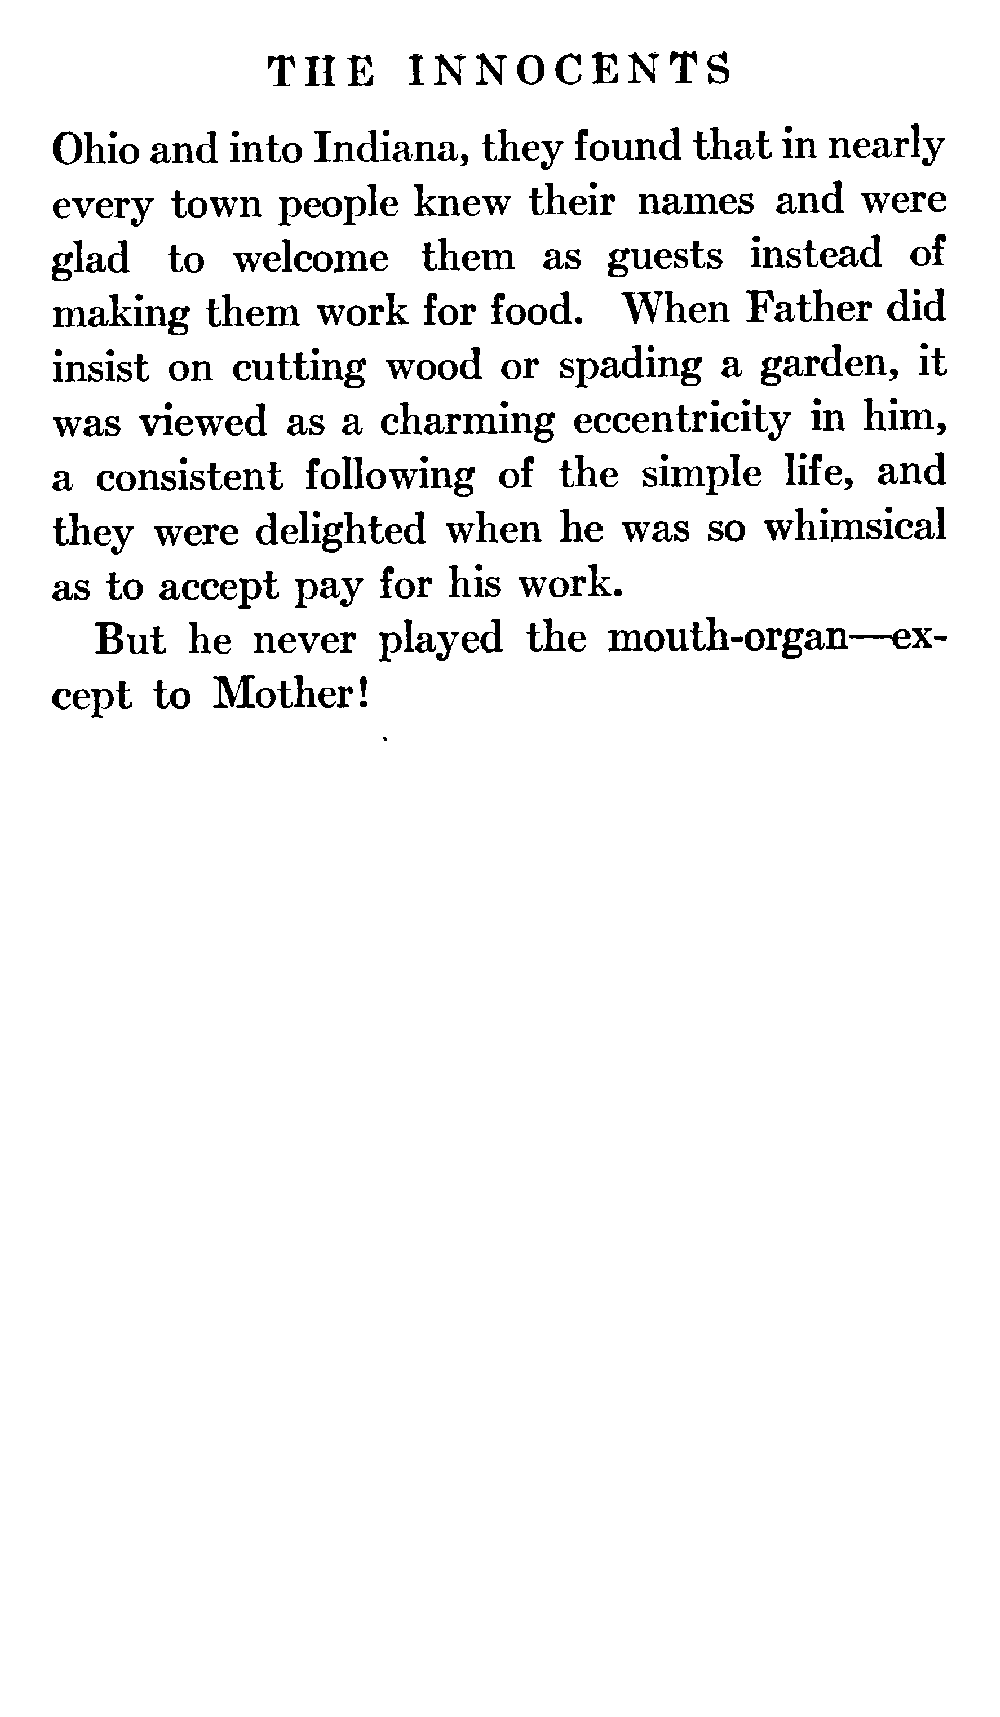 THE INNOCENTS
Ohio and into Indiana, they found that in nearly
every town people knew their names and were
glad to welcome them as guests instead of
making them work for food. When Father did
insist on cutting wood or spading a garden, it
was viewed as a charming eccentricity in him,
a consistent following of the simple life, and
they were delighted when he was so whimsical
as to accept pay for his work.
But he never played the mouth-organ—ex-
cept to Mother!